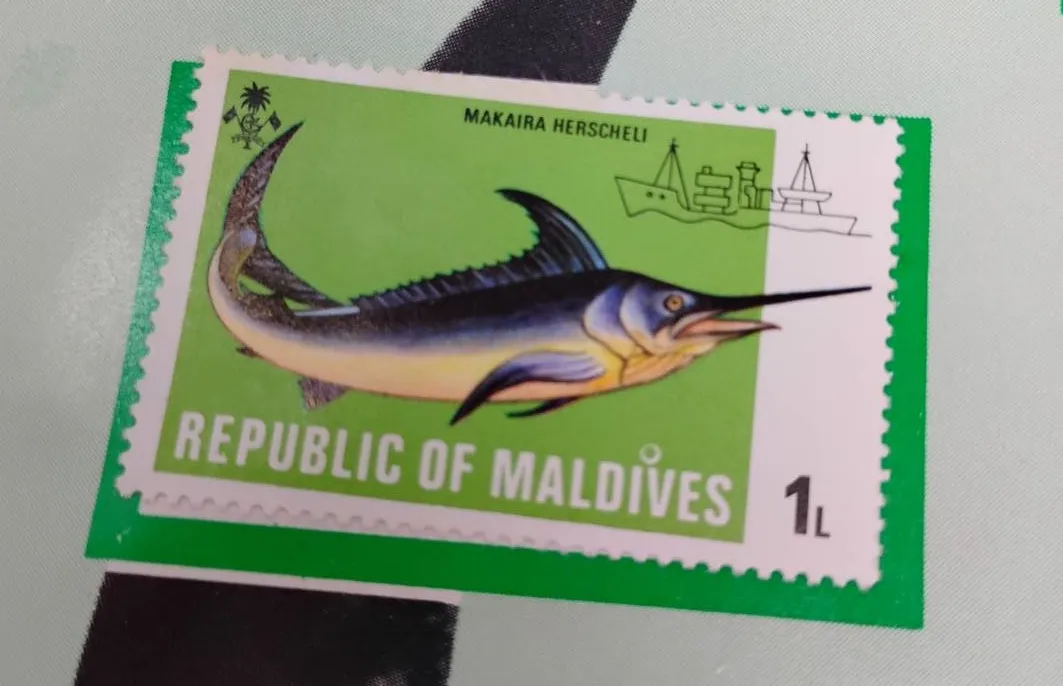 MAKAIRA HERSCHELI
REPUBLIC OF MALDIVES
1L